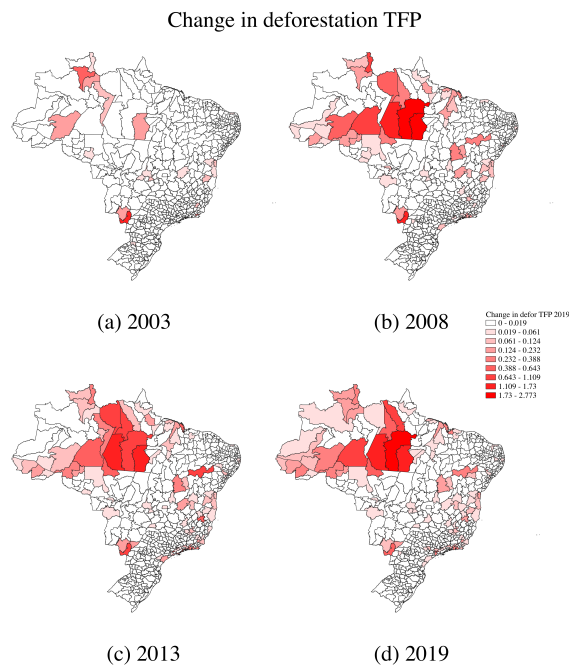 Change in deforestation TFP
(a) 2003
(b) 2008
Change in defor TFP 2019
0 - 0.019
0.019 - 0.061
0.061 - 0.124
0.124 - 0.232
0.232 - 0.388
0.388 - 0.643
0.643 - 1.109
1.109 - 1.73
1.73 - 2.773
(c) 2013
(d) 2019